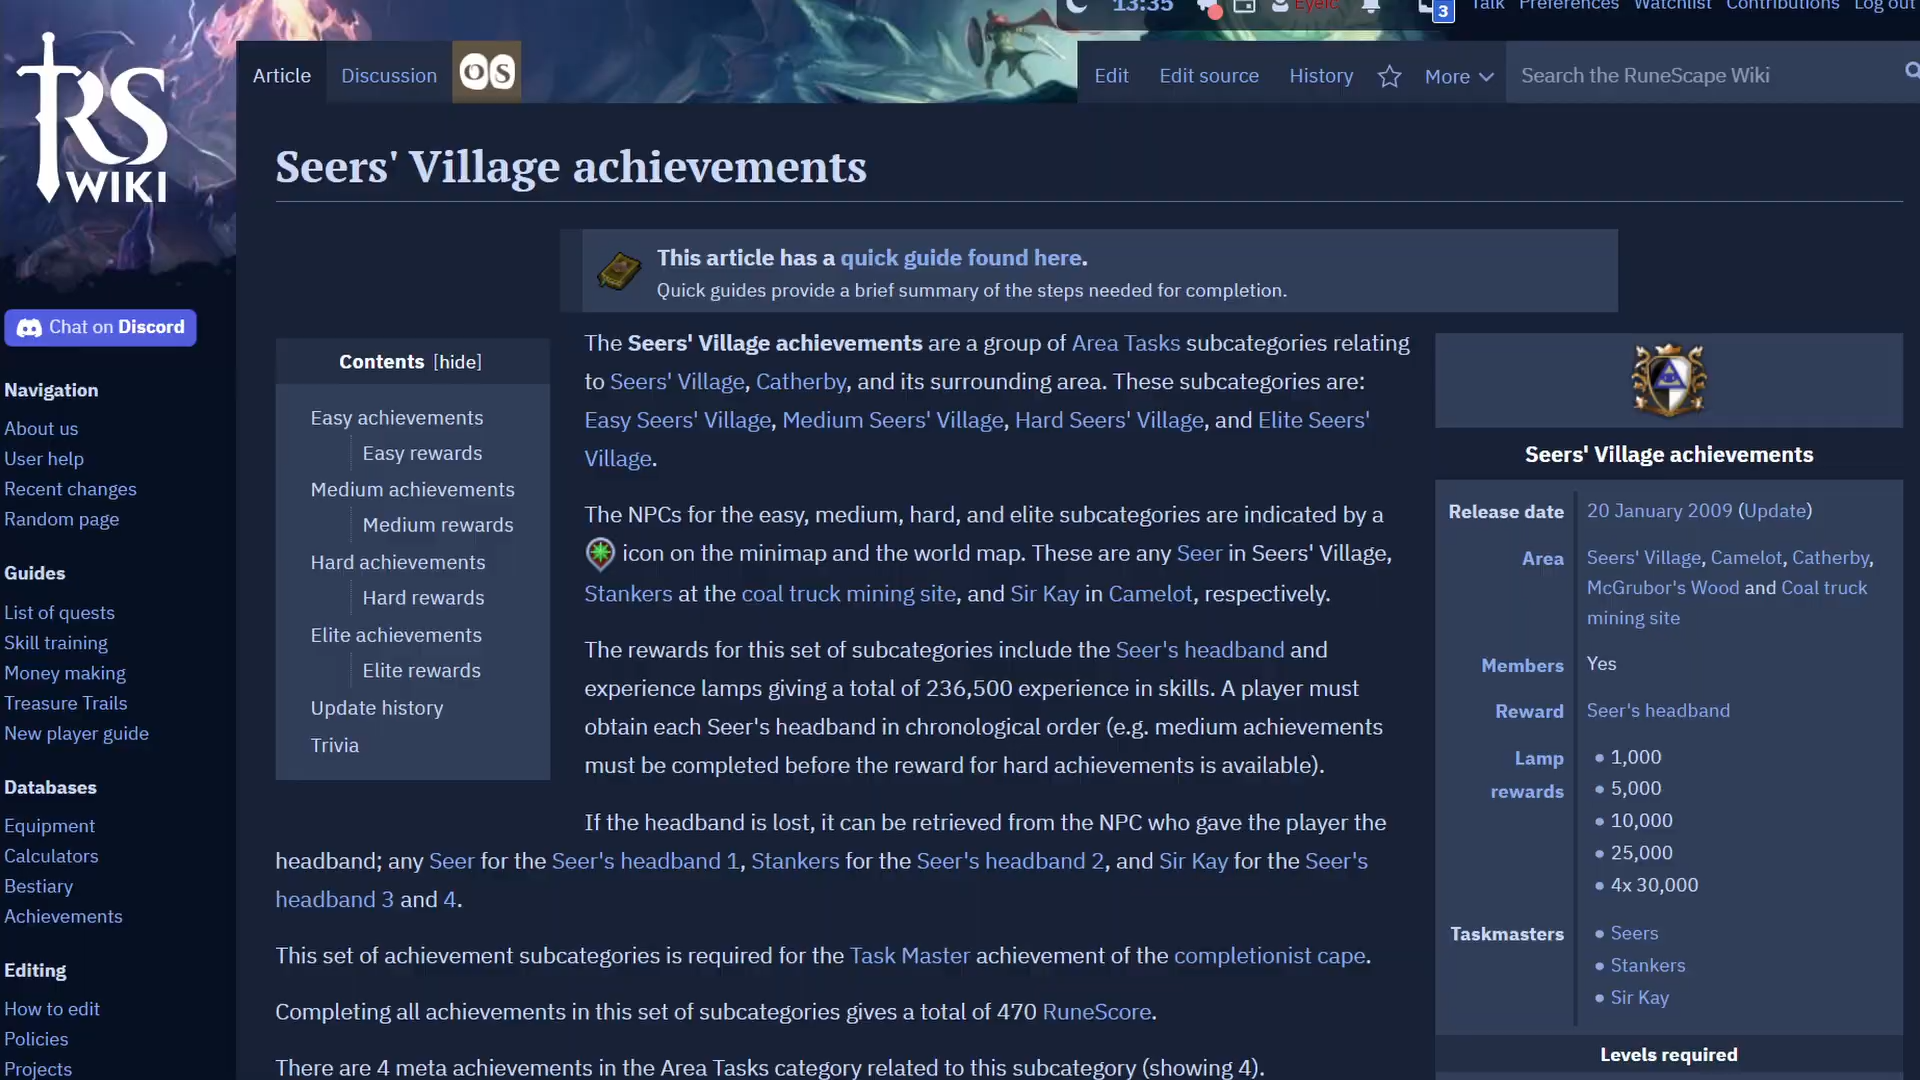 13:35
Eyeic
3
Talk Preferences Watchlist Contributions Log out
RS
WIKI
Article
Discussion
OS
Edit
Edit source
History
More
Search the RuneScape Wiki
Seers' Village achievements
This article has a quick guide found here.
Quick guides provide a brief summary of the steps needed for completion.
Chat on Discord
Navigation
About us
User help
Recent changes
Random page
Guides
List of quests
Skill training
Money making
Treasure Trails
New player guide
Databases
Equipment
Calculators
Bestiary
Achievements
Editing
How to edit
Policies
Projects
Contents [hide]
Easy achievements
Easy rewards
Medium achievements
Medium rewards
Hard achievements
Hard rewards
Elite achievements
Elite rewards
Update history
Trivia
The Seers' Village achievements are a group of Area Tasks subcategories relating
to Seers' Village, Catherby, and its surrounding area. These subcategories are:
Easy Seers' Village, Medium Seers' Village, Hard Seers' Village, and Elite Seers'
Village.
The NPCs for the easy, medium, hard, and elite subcategories are indicated by a
icon on the minimap and the world map. These are any Seer in Seers' Village,
Stankers at the coal truck mining site, and Sir Kay in Camelot, respectively.
The rewards for this set of subcategories include the Seer's headband and
experience lamps giving a total of 236,500 experience in skills. A player must
obtain each Seer's headband in chronological order (e.g. medium achievements
must be completed before the reward for hard achievements is available).
If the headband is lost, it can be retrieved from the NPC who gave the player the
headband; any Seer for the Seer's headband 1, Stankers for the Seer's headband 2, and Sir Kay for the Seer's
headband 3 and 4.
This set of achievement subcategories is required for the Task Master achievement of the completionist cape.
Completing all achievements in this set of subcategories gives a total of 470 RuneScore.
There are 4 meta achievements in the Area Tasks category related to this subcategory (showing 4).
Seers' Village achievements
Release date 20 January 2009 (Update)
Area Seers' Village, Camelot, Catherby,
McGrubor's Wood and Coal truck
mining site
Members Yes
Reward Seer's headband
Lamp
rewards
• 1,000
• 5,000
• 10,000
• 25,000
• 4x 30,000
Taskmasters
• Seers
• Stankers
• Sir Kay
Levels required